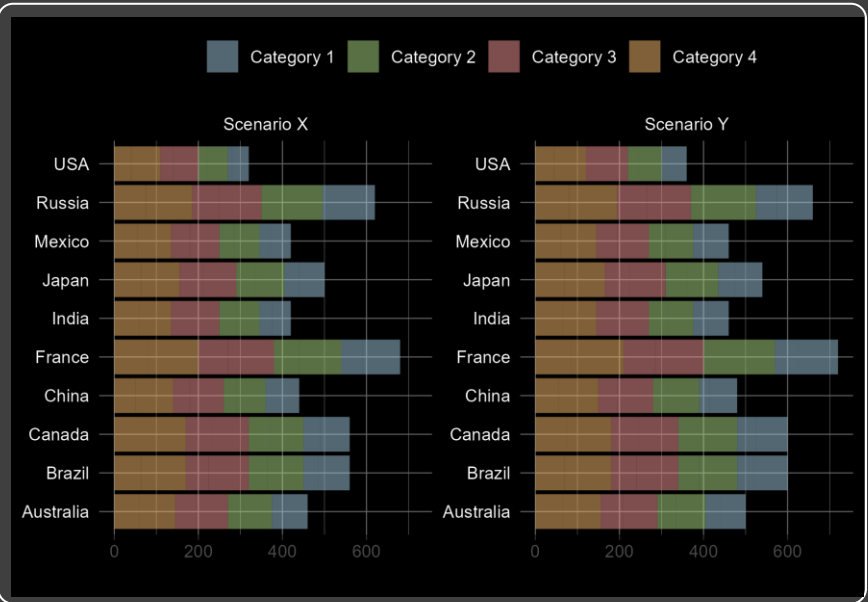 Category 1 Category 2 Category 3 Category 4
Scenario X
USA
Russia
Mexico
Japan
India
France
China
Canada
Brazil
Australia
0 200 400 600
Scenario Y
USA
Russia
Mexico
Japan
India
France
China
Canada
Brazil
Australia
0 200 400 600